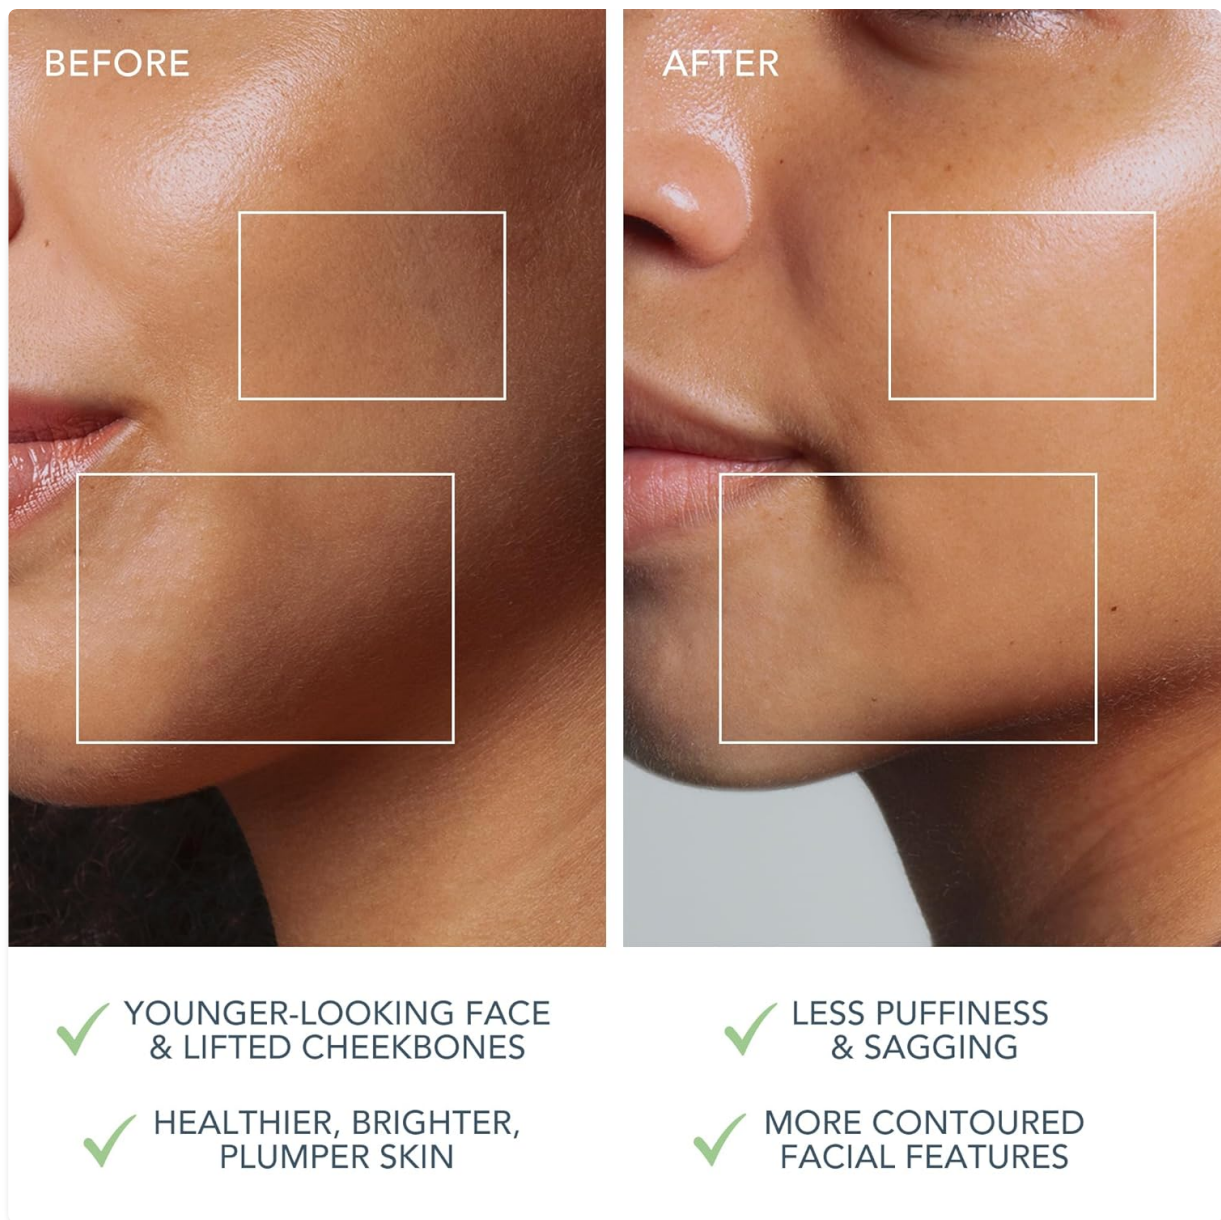 BEFORE
AFTER
YOUNGER-LOOKING FACE
& LIFTED CHEEKBONES
LESS PUFFINESS
& SAGGING
HEALTHIER, BRIGHTER,
PLUMPER SKIN
MORE CONTOURED
FACIAL FEATURES